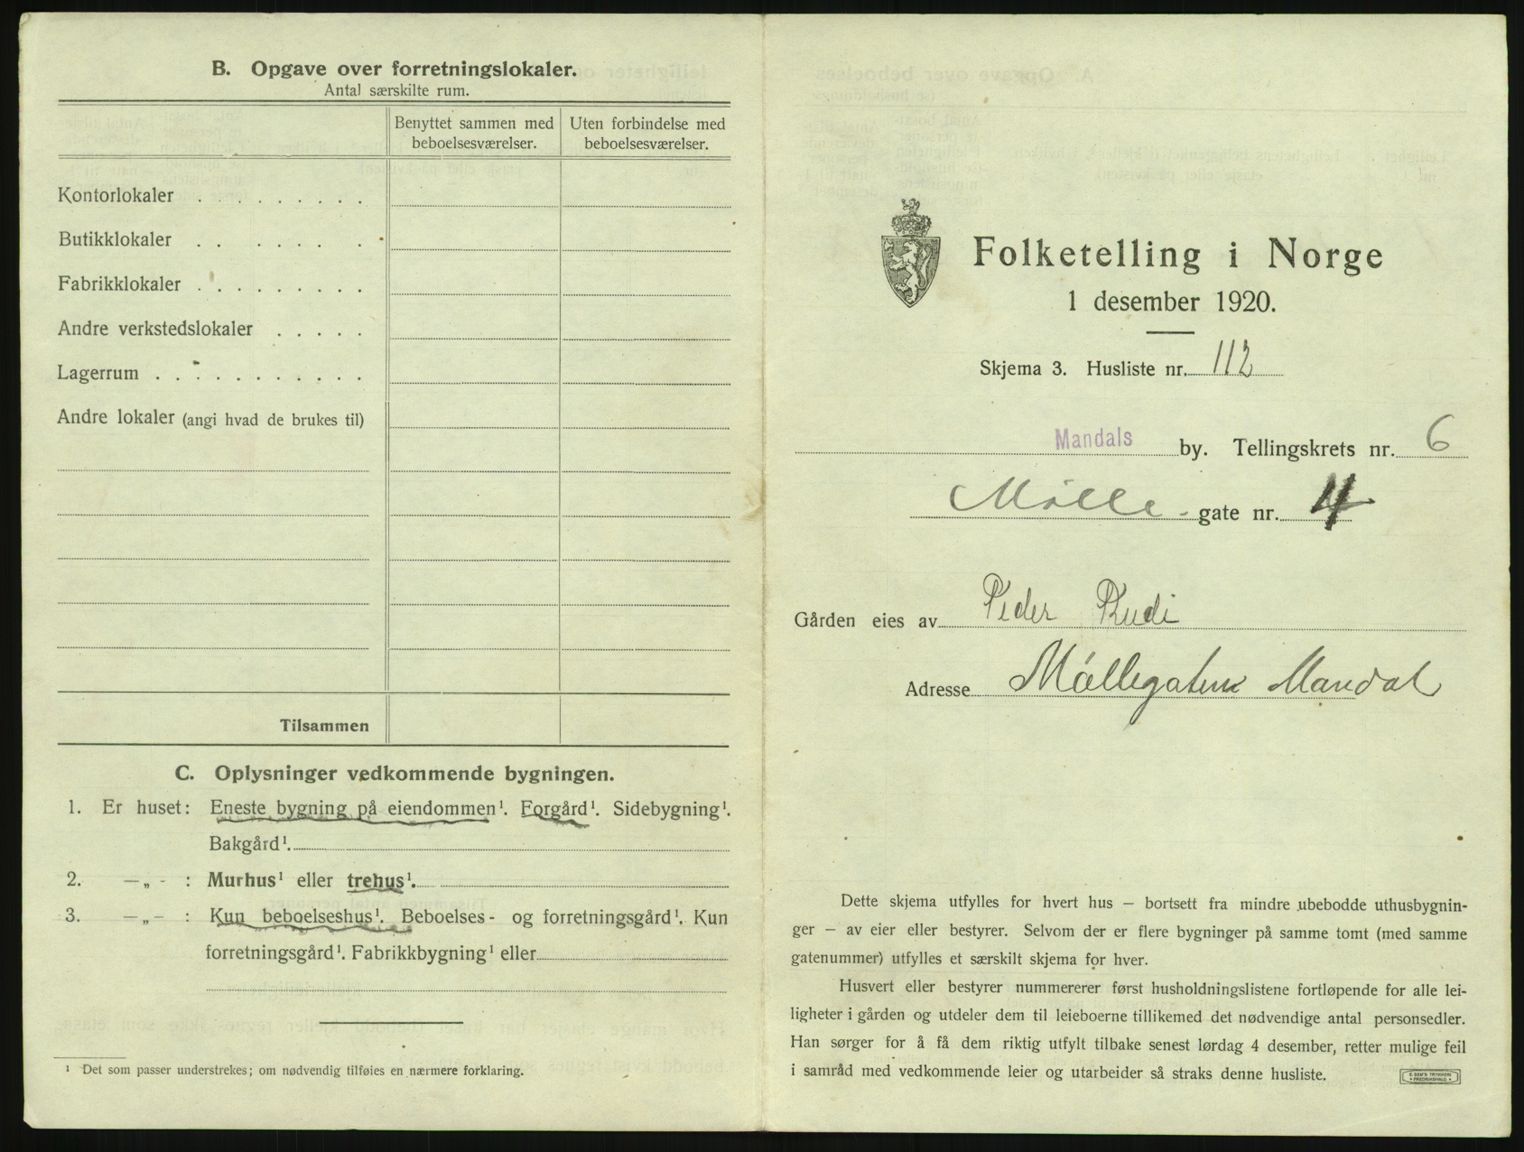 B. Opgave over forretningslokaler.
Antal særskilte rum.
Benyttet sammen med beboelsesværelser.
Uten forbindelse med beboelsesværelser.
Kontorlokaler . . . . . . . . .
Butikklokaler . . . . . . .
Fabrikklokaler . . . . . . . . .
Andre verkstedslokaler . . . . .
Lagerrum . . . . . . . . . . .
Andre lokaler (angi hvad de brukes til)
Tilsammen
C. Oplysninger vedkommende bygningen.
1. Er huset: Eneste bygning på eiendommen¹. Forgård¹. Sidebygning¹.
Bakgård¹.
2. —„- : Murhus¹ eller trehus¹.
3. —„— : Kun beboelseshus¹. Beboelses- og forretningsgård¹. Kun
forretningsgård¹. Fabrikkbygning¹ eller
¹ Det som passer understrekes; om nødvendig tilføies en nærmere forklaring.
Folketelling i Norge
1 desember 1920.
Skjema 3. Husliste nr. 112
Mandals by. Tellingskrets nr. 6
Mølle - gate nr. 4
Gården eies av Peder Rudi
Adresse Møllegaten Mandal
Dette skjema utfylles for hvert hus — bortsett fra mindre ubebodde uthusbygnin-
ger — av eier eller bestyrer. Selvom der er flere bygninger på samme tomt (med samme
gatenummer) utfylles et særskilt skjema for hver.
Husvert eller bestyrer nummererer først husholdningslistene fortløpende for alle lei-
ligheter i gården og utdeler dem til leieboerne tillikemed det nødvendige antal personsedler.
Han sørger for å få dem riktig utfylt tilbake senest lørdag 4 desember, retter mulige feil
i samråd med vedkommende leier og utarbeider så straks denne husliste.